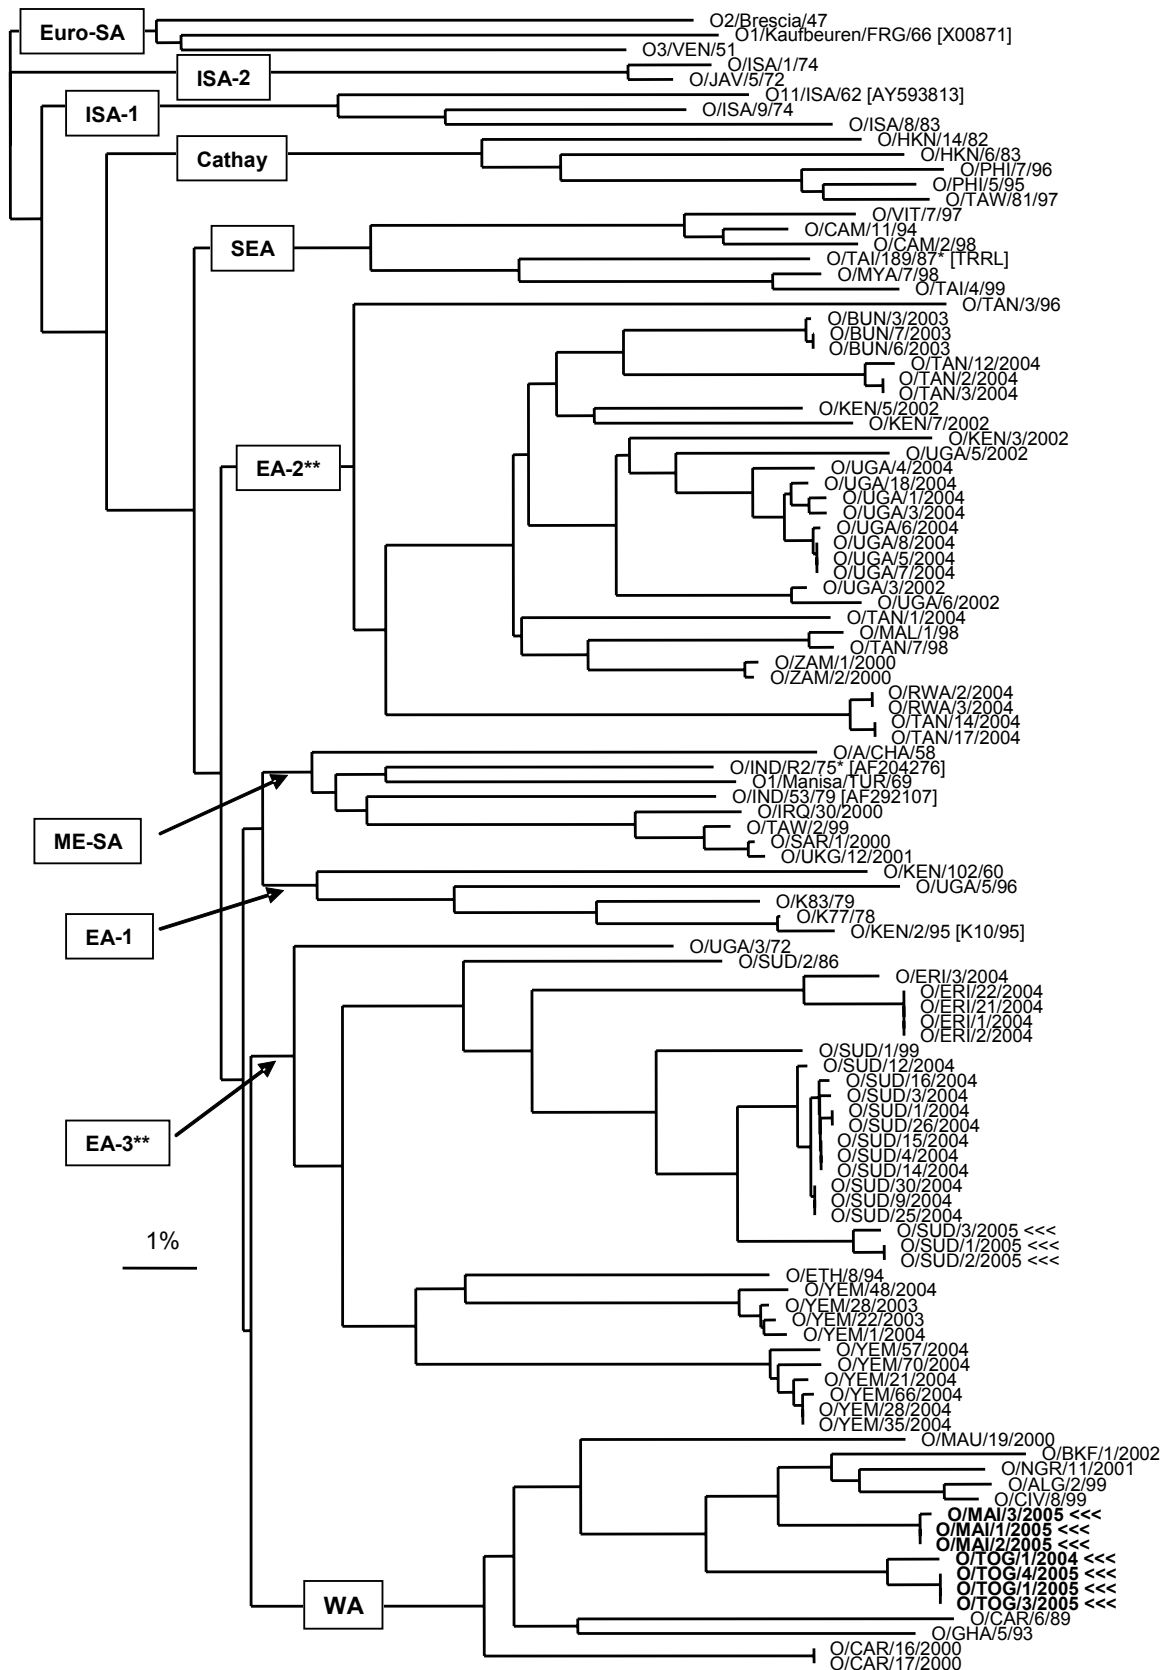 Euro-SA
O2/Brescia/47
O1/Kaufbeuren/FRG/66 [X00871]
O3/VEN/51
ISA-2
O/ISA/1/74
O/JAV/5/72
ISA-1
O11/ISA/62 [AY593813]
O/ISA/9/74
O/ISA/8/83
Cathay
O/HKN/14/82
O/HKN/6/83
O/PHI/7/96
O/PHI/5/95
O/TAW/81/97
SEA
O/VIT/7/97
O/CAM/11/94
O/CAM/2/98
O/TAI/189/87* [TRRL]
O/MYA/7/98
O/TAI/4/99
EA-2**
O/TAN/3/96
O/BUN/3/2003
O/BUN/7/2003
O/BUN/6/2003
O/TAN/12/2004
O/TAN/2/2004
O/TAN/3/2004
O/KEN/5/2002
O/KEN/7/2002
O/KEN/3/2002
O/UGA/5/2002
O/UGA/4/2004
O/UGA/18/2004
O/UGA/1/2004
O/UGA/3/2004
O/UGA/6/2004
O/UGA/8/2004
O/UGA/5/2004
O/UGA/7/2004
O/UGA/3/2002
O/UGA/6/2002
O/TAN/1/2004
O/MAL/1/98
O/TAN/7/98
O/ZAM/1/2000
O/ZAM/2/2000
O/RWA/2/2004
O/RWA/3/2004
O/TAN/14/2004
O/TAN/17/2004
ME-SA
O/A/CHA/58
O/IND/R2/75* [AF204276]
O1/Manisa/TUR/69
O/IND/53/79 [AF292107]
O/IRQ/30/2000
O/TAW/2/99
O/SAR/1/2000
O/UKG/12/2001
EA-1
O/KEN/102/60
O/UGA/5/96
O/K83/79
O/K77/78
O/KEN/2/95 [K10/95]
EA-3**
O/UGA/3/72
O/SUD/2/86
O/ERI/3/2004
O/ERI/22/2004
O/ERI/21/2004
O/ERI/1/2004
O/ERI/2/2004
O/SUD/1/99
O/SUD/12/2004
O/SUD/16/2004
O/SUD/3/2004
O/SUD/1/2004
O/SUD/26/2004
O/SUD/15/2004
O/SUD/4/2004
O/SUD/14/2004
O/SUD/30/2004
O/SUD/9/2004
O/SUD/25/2004
O/SUD/3/2005 <<<
O/SUD/1/2005 <<<
O/SUD/2/2005 <<<
1%
O/ETH/8/94
O/YEM/48/2004
O/YEM/28/2003
O/YEM/22/2003
O/YEM/1/2004
O/YEM/57/2004
O/YEM/70/2004
O/YEM/21/2004
O/YEM/66/2004
O/YEM/28/2004
O/YEM/35/2004
WA
O/MAU/19/2000
O/BKF/1/2002
O/NGR/11/2001
O/ALG/2/99
O/CIV/8/99
O/MAI/3/2005 <<<
O/MAI/1/2005 <<<
O/MAI/2/2005 <<<
O/TOG/1/2004 <<<
O/TOG/4/2005 <<<
O/TOG/1/2005 <<<
O/TOG/3/2005 <<<
O/CAR/6/89
O/GHA/5/93
O/CAR/16/2000
O/CAR/17/2000